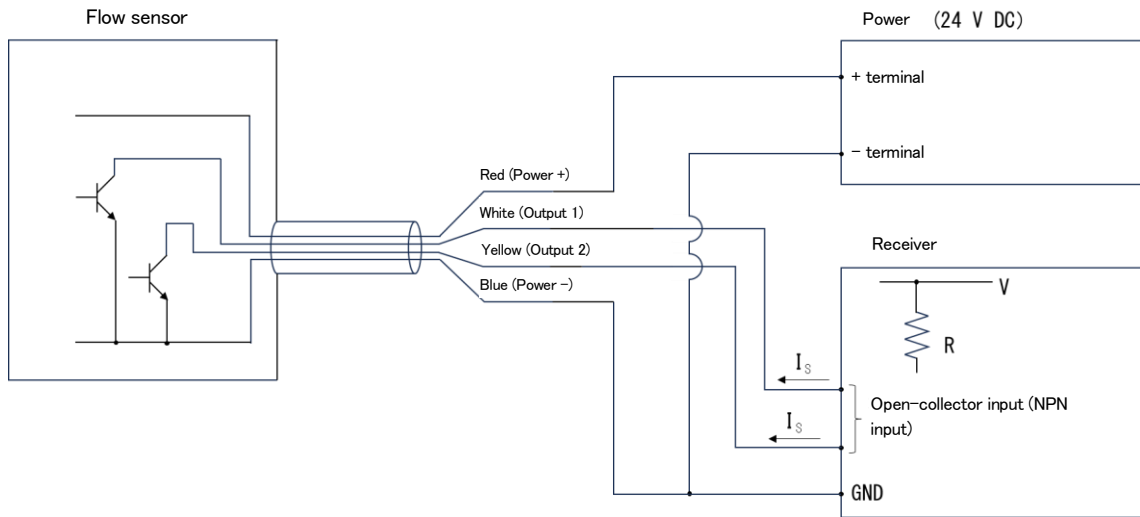 Flow sensor
Power (24 V DC)
+ terminal
− terminal
Red (Power +)
White (Output 1)
Yellow (Output 2)
Blue (Power −)
Receiver
V
R
Is
Is
Open-collector input (NPN
input)
GND